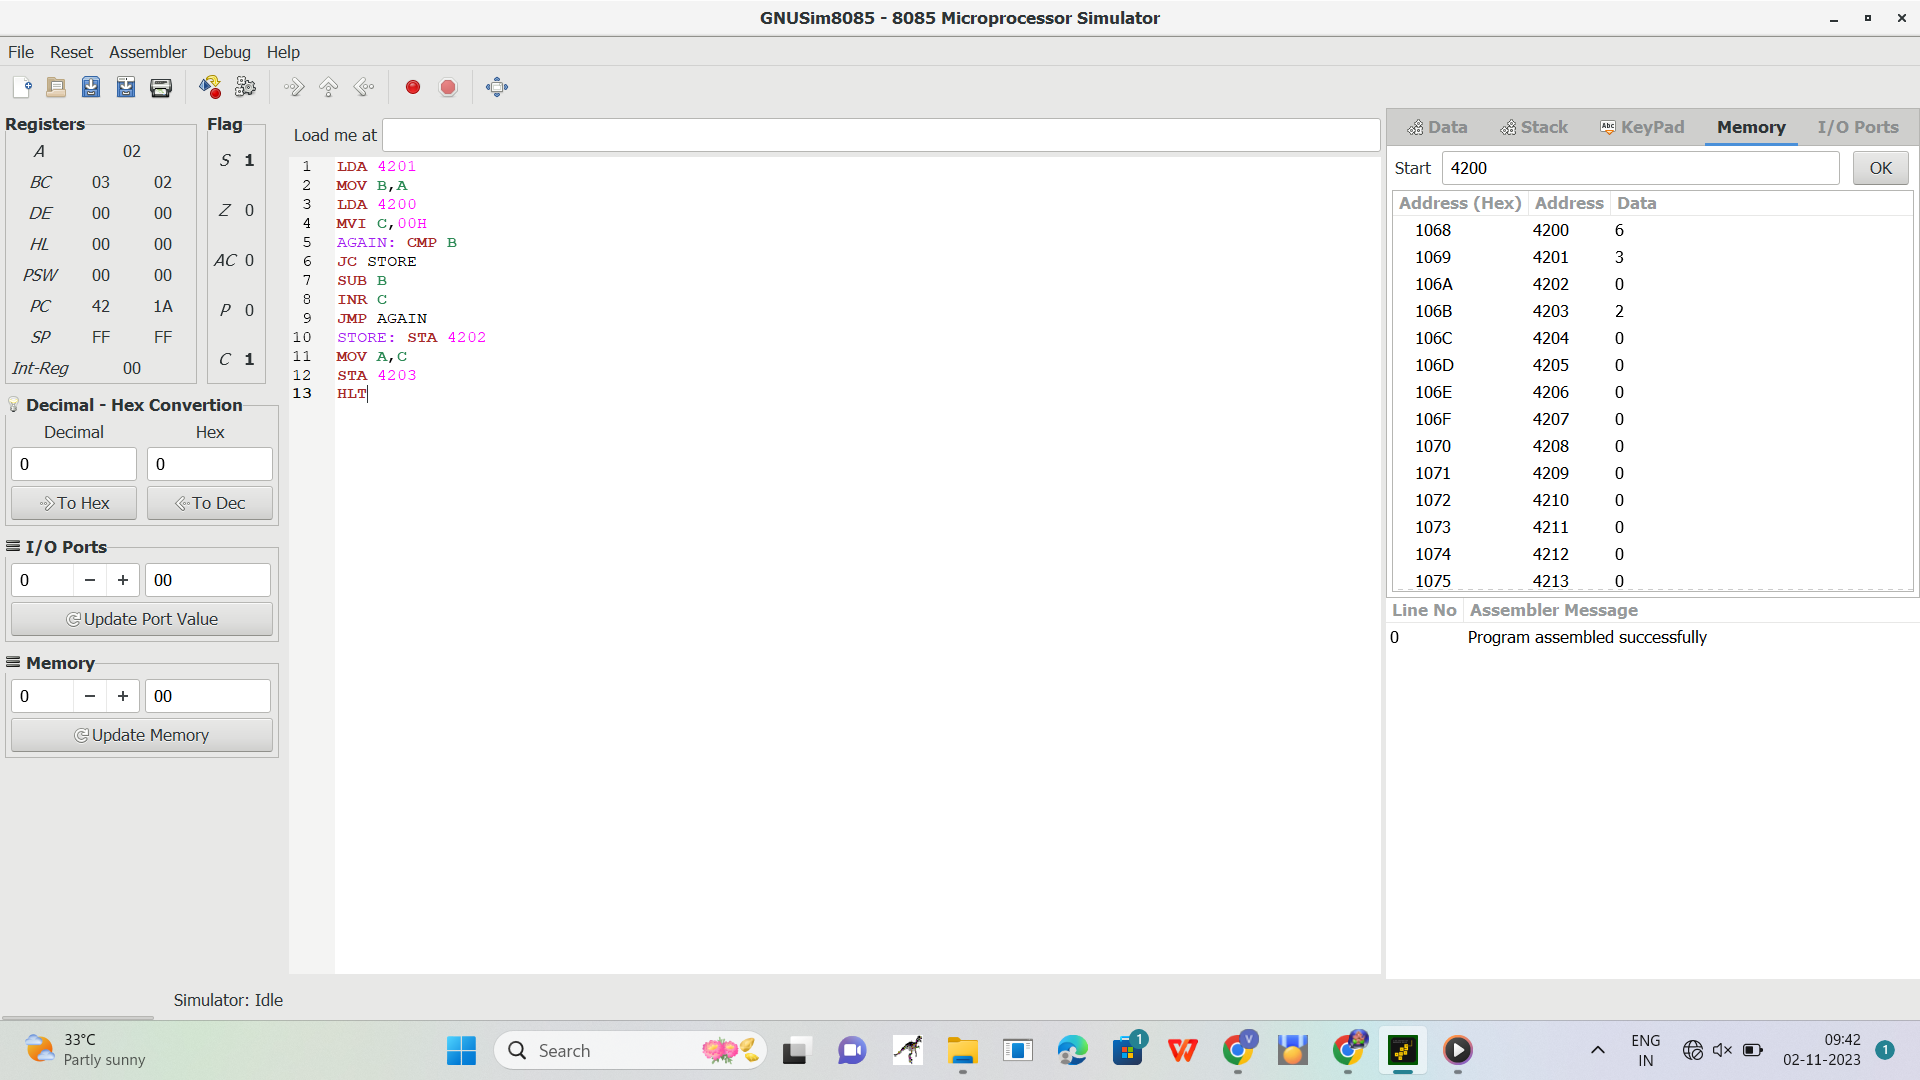 GNUSim8085 - 8085 Microprocessor Simulator
File Reset Assembler Debug Help
Registers
A 02
BC 03 02
DE 00 00
HL 00 00
PSW 00 00
PC 42 1A
SP FF FF
Int-Reg 00
Flag
S 1
Z 0
AC 0
P 0
C 1
Decimal - Hex Convertion
Decimal Hex
0 0
To Hex To Dec
I/O Ports
0 − + 00
Update Port Value
Memory
0 − + 00
Update Memory
Load me at
1 LDA 4201
2 MOV B,A
3 LDA 4200
4 MVI C,00H
5 AGAIN: CMP B
6 JC STORE
7 SUB B
8 INR C
9 JMP AGAIN
10 STORE: STA 4202
11 MOV A,C
12 STA 4203
13 HLT
Data Stack Abc KeyPad Memory I/O Ports
Start 4200 OK
Address (Hex) Address Data
1068 4200 6
1069 4201 3
106A 4202 0
106B 4203 2
106C 4204 0
106D 4205 0
106E 4206 0
106F 4207 0
1070 4208 0
1071 4209 0
1072 4210 0
1073 4211 0
1074 4212 0
1075 4213 0
Line No Assembler Message
0 Program assembled successfully
Simulator: Idle
33°C
Partly sunny
Search
1
V
ENG
IN
09:42
02-11-2023
1